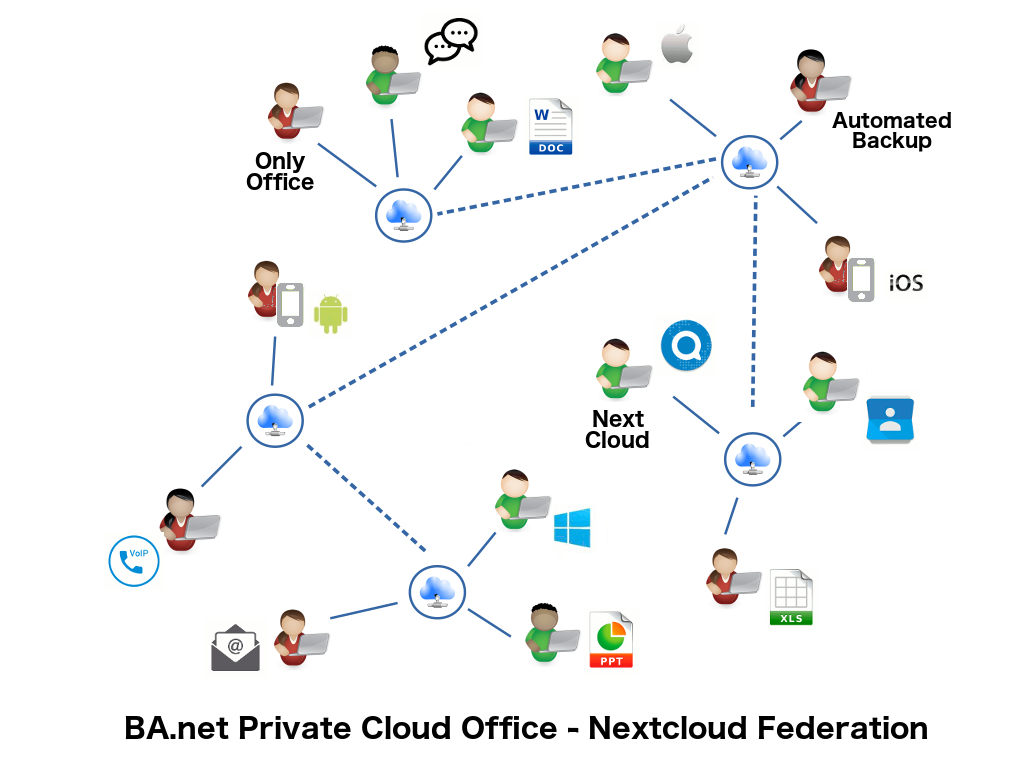 W
DOC
Automated
Backup
Only
Office
iOS
Next
Cloud
VoIP
@
XLS
PPT
BA.net Private Cloud Office - Nextcloud Federation